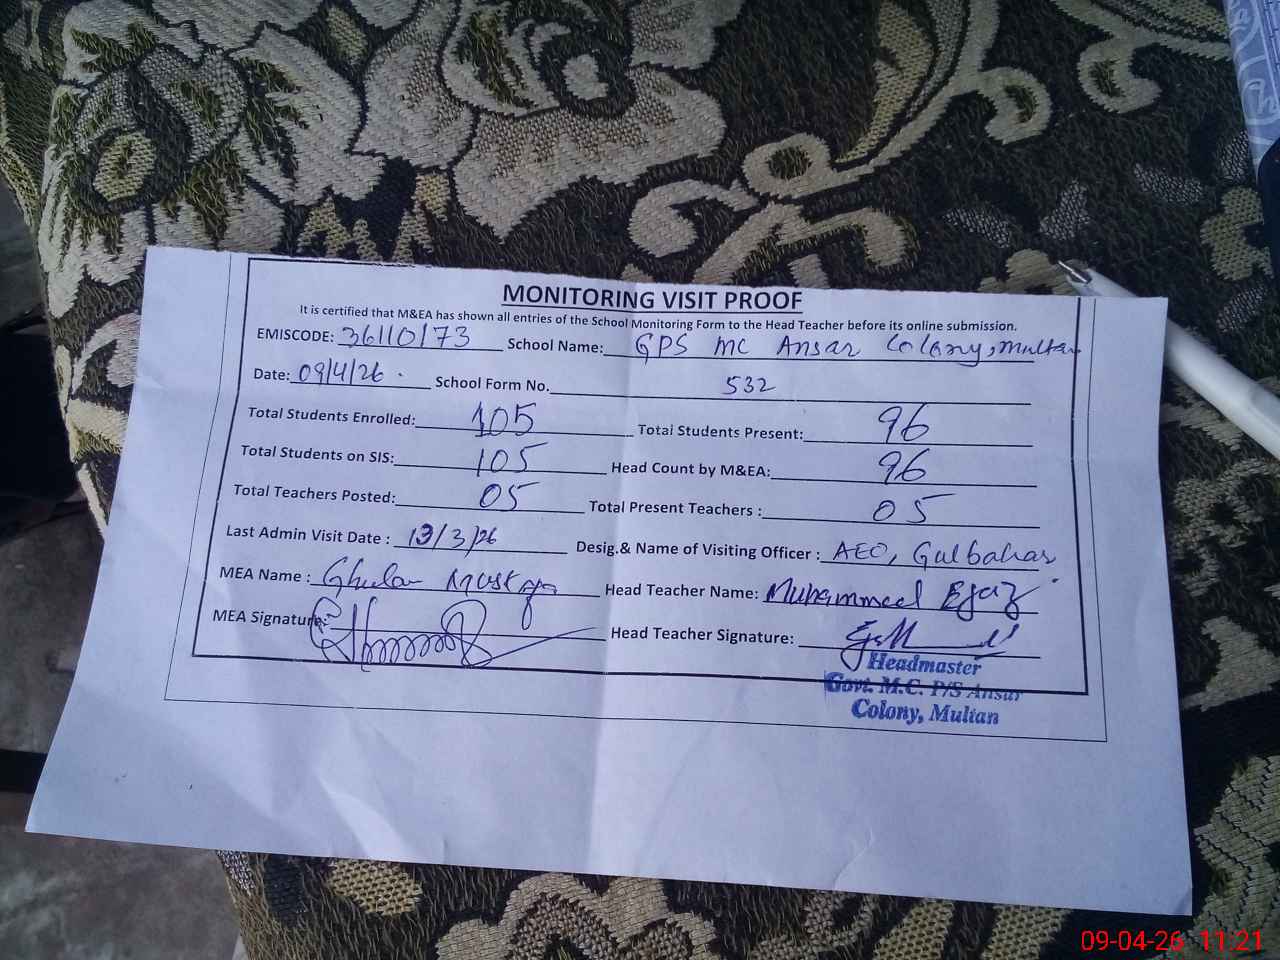 MONITORING VISIT PROOF
It is certified that M&EA has shown all entries of the School Monitoring Form to the Head Teacher before its online submission.
EMISCODE: 36110173 School Name: GPS MC Ansar Colony, Multan
Date: 09/4/26 School Form No. 532
Total Students Enrolled: 105 Total Students Present: 96
Total Students on SIS: 105 Head Count by M&EA: 96
Total Teachers Posted: 05 Total Present Teachers : 05
Last Admin Visit Date : 13/3/26 Desig.& Name of Visiting Officer : AEO, Gulbahar
MEA Name : Ghulam Mustafa Head Teacher Name: Muhammad Ejaz
MEA Signature: Head Teacher Signature:
Headmaster
Govt. M.C. P/S Ansar
Colony, Multan
09-04-26 11:21